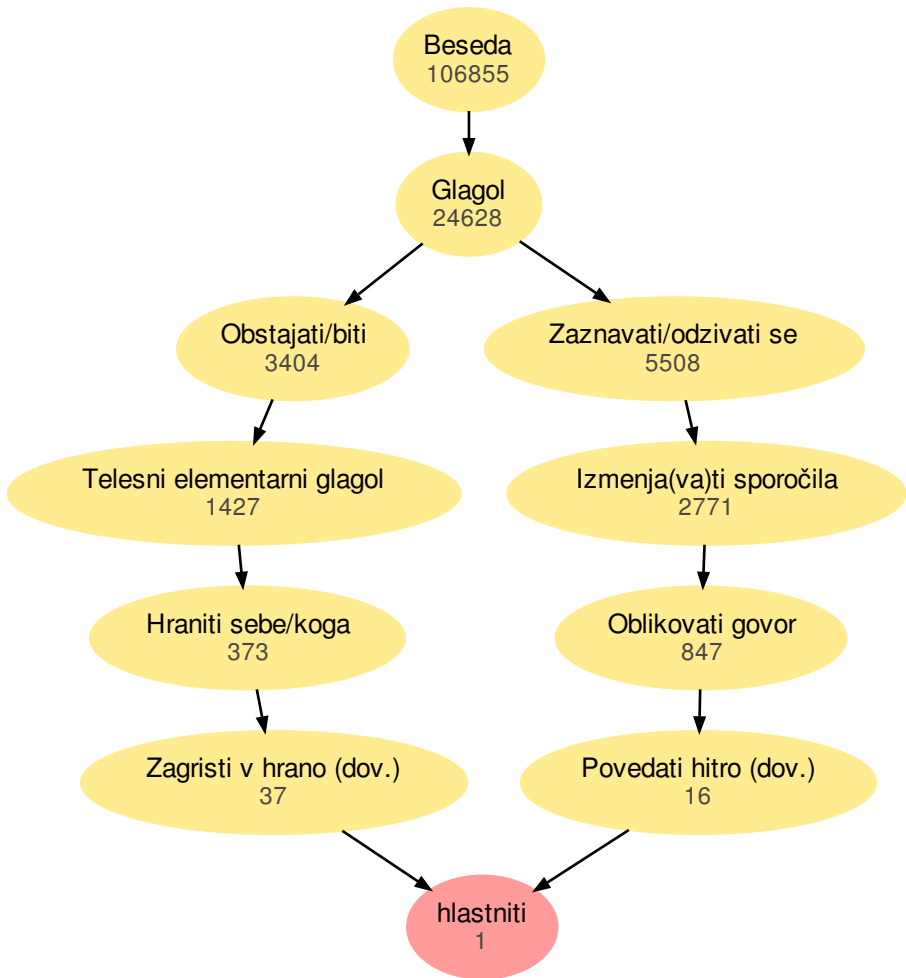 Beseda
106855
Glagol
24628
Obstajati/biti
3404
Zaznavati/odzivati se
5508
Telesni elementarni glagol
1427
Izmenja(va)ti sporočila
2771
Hraniti sebe/koga
373
Oblikovati govor
847
Zagristi v hrano (dov.)
37
Povedati hitro (dov.)
16
hlastniti
1